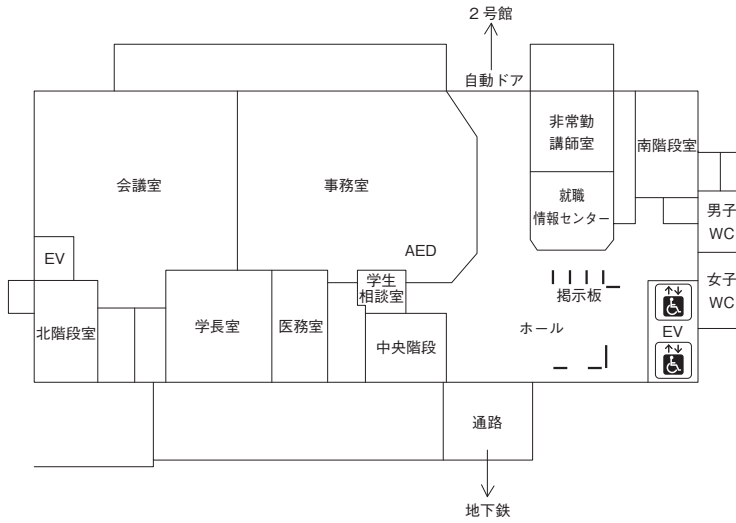 ２号館
自動ドア
非常勤
講師室
南階段室
会議室
事務室
就職
情報センター
男子
WC
AED
EV
学生
相談室
掲示板
女子
WC
北階段室
学長室
医務室
中央階段
ホール
EV
通路
地下鉄